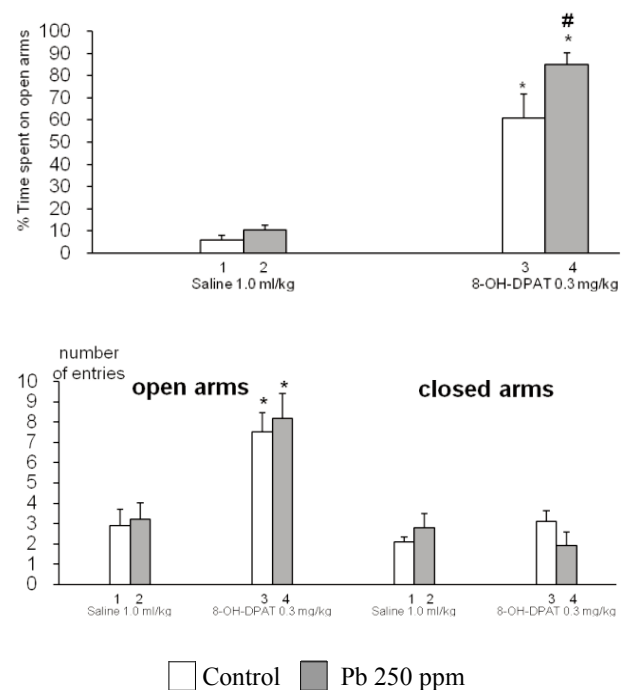 % Time spent on open arms
100
90
80
70
60
50
40
30
20
10
0
*
#
*
1 2 3 4
Saline 1.0 ml/kg 8-OH-DPAT 0.3 mg/kg
number
of entries
open arms closed arms
10
9
8
7
6
5
4
3
2
1
0
* *
1 2 3 4 1 2 3 4
Saline 1.0 ml/kg 8-OH-DPAT 0.3 mg/kg Saline 1.0 ml/kg 8-OH-DPAT 0.3 mg/kg
Control Pb 250 ppm